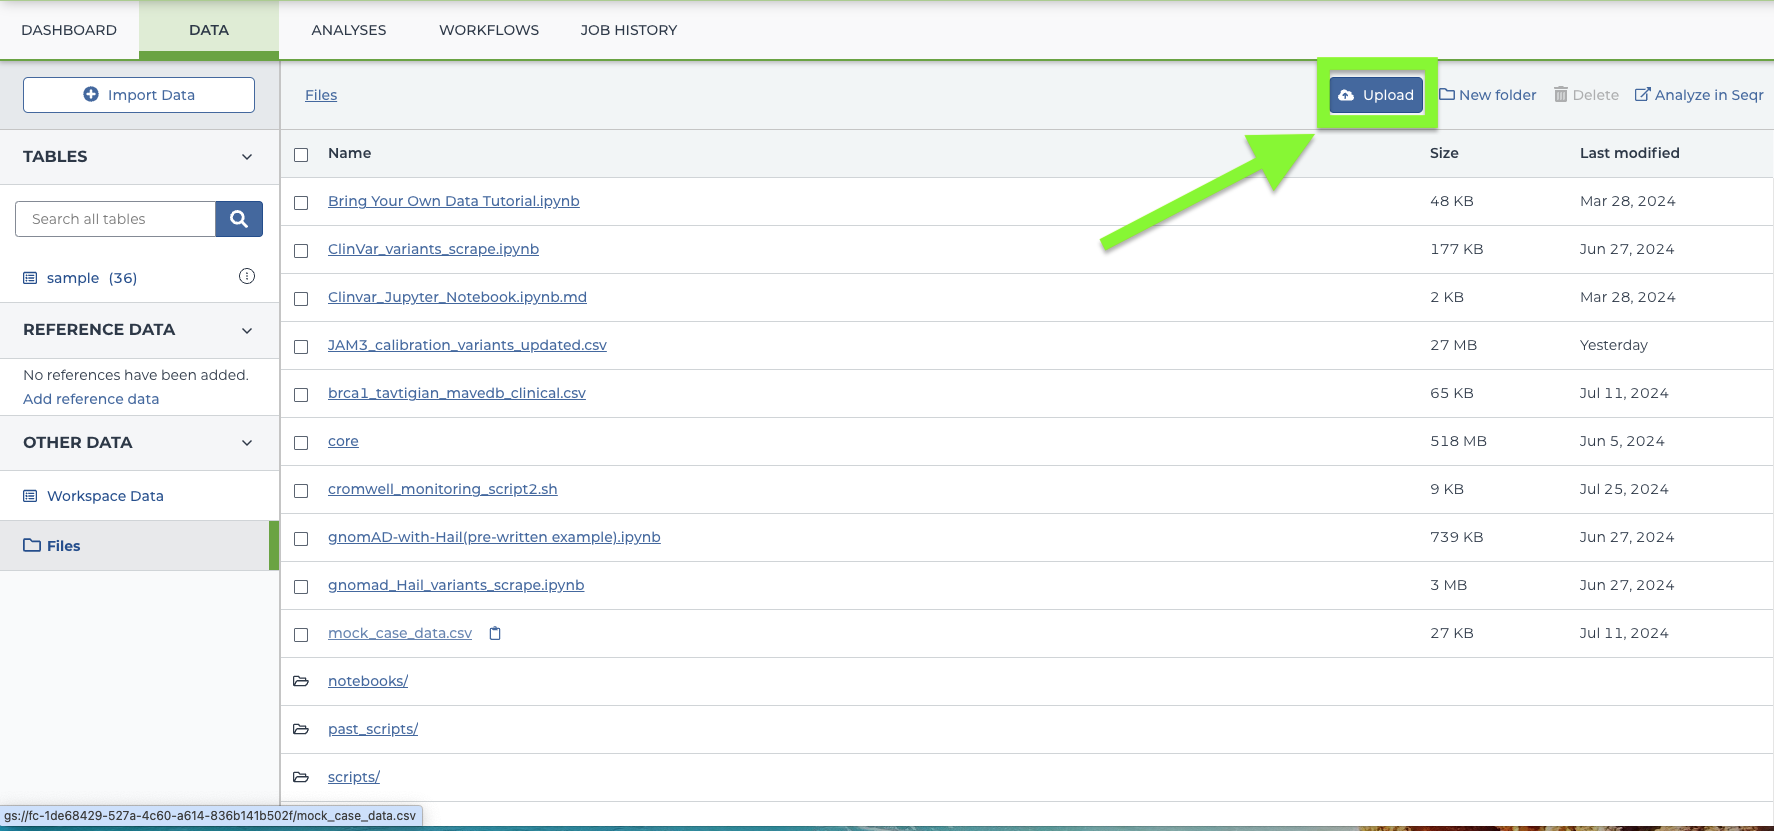 DASHBOARD DATA ANALYSES WORKFLOWS JOB HISTORY
Import Data
Files
Upload New folder Delete Analyze in Seqr
TABLES
Search all tables
sample (36)
REFERENCE DATA
No references have been added.
Add reference data
OTHER DATA
Workspace Data
Files
Name Size Last modified
Bring Your Own Data Tutorial.ipynb 48 KB Mar 28, 2024
ClinVar_variants_scrape.ipynb 177 KB Jun 27, 2024
Clinvar_Jupyter_Notebook.ipynb.md 2 KB Mar 28, 2024
JAM3_calibration_variants_updated.csv 27 MB Yesterday
brca1_tavtigian_mavedb_clinical.csv 65 KB Jul 11, 2024
core 518 MB Jun 5, 2024
cromwell_monitoring_script2.sh 9 KB Jul 25, 2024
gnomAD-with-Hail(pre-written example).ipynb 739 KB Jun 27, 2024
gnomad_Hail_variants_scrape.ipynb 3 MB Jun 27, 2024
mock_case_data.csv 27 KB Jul 11, 2024
notebooks/
past_scripts/
scripts/
gs://fc-1de68429-527a-4c60-a614-836b141b502f/mock_case_data.csv